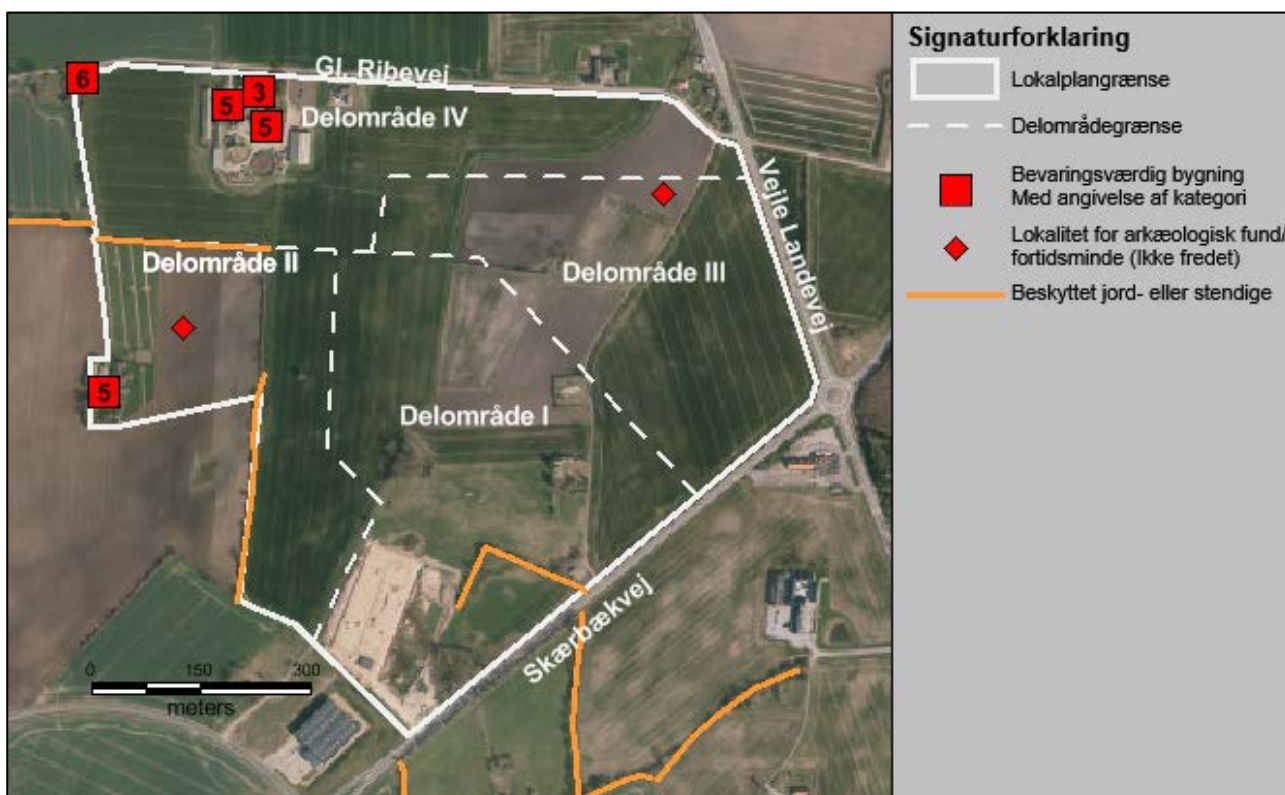 6
5
3
5
Gl. Ribevej
Delområde IV
Vejle Landevej
Delområde II
Delområde III
5
Delområde I
Skærbækvej
0 150 300
meters
Signaturforklaring
Lokalplangrænse
Delområdegrænse
Bevaringsværdig bygning
Med angivelse af kategori
Lokalitet for arkæologisk fund/
fortidsminde (Ikke fredet)
Beskyttet jord- eller stendige